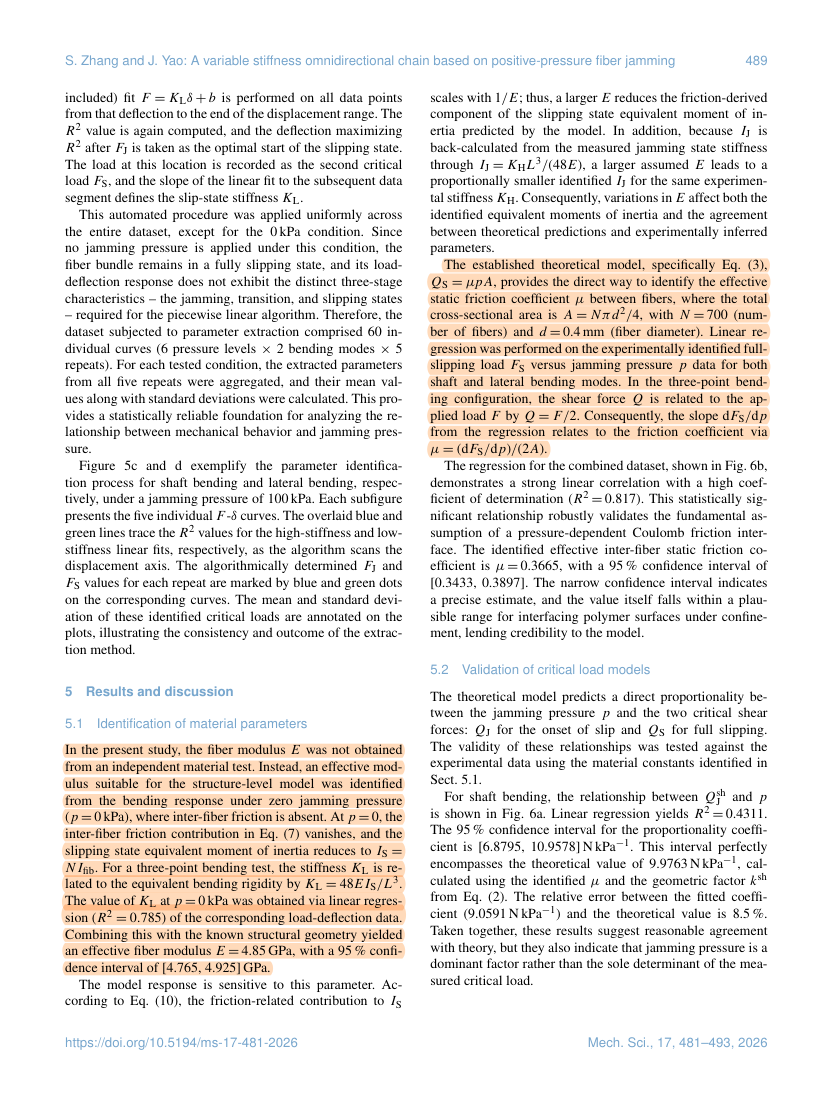 S. Zhang and J. Yao: A variable stiffness omnidirectional chain based on positive-pressure fiber jamming 489
included) fit F = K_Lδ + b is performed on all data points
from that deflection to the end of the displacement range. The
R² value is again computed, and the deflection maximizing
R² after F_J is taken as the optimal start of the slipping state.
The load at this location is recorded as the second critical
load F_S, and the slope of the linear fit to the subsequent data
segment defines the slip-state stiffness K_L.
This automated procedure was applied uniformly across
the entire dataset, except for the 0 kPa condition. Since
no jamming pressure is applied under this condition, the
fiber bundle remains in a fully slipping state, and its load-
deflection response does not exhibit the distinct three-stage
characteristics – the jamming, transition, and slipping states
– required for the piecewise linear algorithm. Therefore, the
dataset subjected to parameter extraction comprised 60 in-
dividual curves (6 pressure levels × 2 bending modes × 5
repeats). For each tested condition, the extracted parameters
from all five repeats were aggregated, and their mean val-
ues along with standard deviations were calculated. This pro-
vides a statistically reliable foundation for analyzing the re-
lationship between mechanical behavior and jamming pres-
sure.
Figure 5c and d exemplify the parameter identifica-
tion process for shaft bending and lateral bending, respec-
tively, under a jamming pressure of 100 kPa. Each subfigure
presents the five individual F-δ curves. The overlaid blue and
green lines trace the R² values for the high-stiffness and low-
stiffness linear fits, respectively, as the algorithm scans the
displacement axis. The algorithmically determined F_J and
F_S values for each repeat are marked by blue and green dots
on the corresponding curves. The mean and standard devi-
ation of these identified critical loads are annotated on the
plots, illustrating the consistency and outcome of the extrac-
tion method.
5 Results and discussion
5.1 Identification of material parameters
In the present study, the fiber modulus E was not obtained
from an independent material test. Instead, an effective mod-
ulus suitable for the structure-level model was identified
from the bending response under zero jamming pressure
(p = 0 kPa), where inter-fiber friction is absent. At p = 0, the
inter-fiber friction contribution in Eq. (7) vanishes, and the
slipping state equivalent moment of inertia reduces to I_S =
NI_fib. For a three-point bending test, the stiffness K_L is re-
lated to the equivalent bending rigidity by K_L = 48EI_S/L³.
The value of K_L at p = 0 kPa was obtained via linear regres-
sion (R² = 0.785) of the corresponding load-deflection data.
Combining this with the known structural geometry yielded
an effective fiber modulus E = 4.85 GPa, with a 95 % confi-
dence interval of [4.765, 4.925] GPa.
The model response is sensitive to this parameter. Ac-
cording to Eq. (10), the friction-related contribution to I_S
scales with 1/E; thus, a larger E reduces the friction-derived
component of the slipping state equivalent moment of in-
ertia predicted by the model. In addition, because I_J is
back-calculated from the measured jamming state stiffness
through I_J = K_HL³/(48E), a larger assumed E leads to a
proportionally smaller identified I_J for the same experimen-
tal stiffness K_H. Consequently, variations in E affect both the
identified equivalent moments of inertia and the agreement
between theoretical predictions and experimentally inferred
parameters.
The established theoretical model, specifically Eq. (3),
Q_S = μpA, provides the direct way to identify the effective
static friction coefficient μ between fibers, where the total
cross-sectional area is A = Nπd²/4, with N = 700 (num-
ber of fibers) and d = 0.4 mm (fiber diameter). Linear re-
gression was performed on the experimentally identified full-
slipping load F_S versus jamming pressure p data for both
shaft and lateral bending modes. In the three-point bend-
ing configuration, the shear force Q is related to the ap-
plied load F by Q = F/2. Consequently, the slope dF_S/dp
from the regression relates to the friction coefficient via
μ = (dF_S/dp)/(2A).
The regression for the combined dataset, shown in Fig. 6b,
demonstrates a strong linear correlation with a high coef-
ficient of determination (R² = 0.817). This statistically sig-
nificant relationship robustly validates the fundamental as-
sumption of a pressure-dependent Coulomb friction inter-
face. The identified effective inter-fiber static friction co-
efficient is μ = 0.3665, with a 95 % confidence interval of
[0.3433, 0.3897]. The narrow confidence interval indicates
a precise estimate, and the value itself falls within a plau-
sible range for interfacing polymer surfaces under confine-
ment, lending credibility to the model.
5.2 Validation of critical load models
The theoretical model predicts a direct proportionality be-
tween the jamming pressure p and the two critical shear
forces: Q_J for the onset of slip and Q_S for full slipping.
The validity of these relationships was tested against the
experimental data using the material constants identified in
Sect. 5.1.
For shaft bending, the relationship between Q_J^sh and p
is shown in Fig. 6a. Linear regression yields R² = 0.4311.
The 95 % confidence interval for the proportionality coeffi-
cient is [6.8795, 10.9578] N kPa⁻¹. This interval perfectly
encompasses the theoretical value of 9.9763 N kPa⁻¹, cal-
culated using the identified μ and the geometric factor k^sh
from Eq. (2). The relative error between the fitted coeffi-
cient (9.0591 N kPa⁻¹) and the theoretical value is 8.5 %.
Taken together, these results suggest reasonable agreement
with theory, but they also indicate that jamming pressure is a
dominant factor rather than the sole determinant of the mea-
sured critical load.
https://doi.org/10.5194/ms-17-481-2026 Mech. Sci., 17, 481–493, 2026